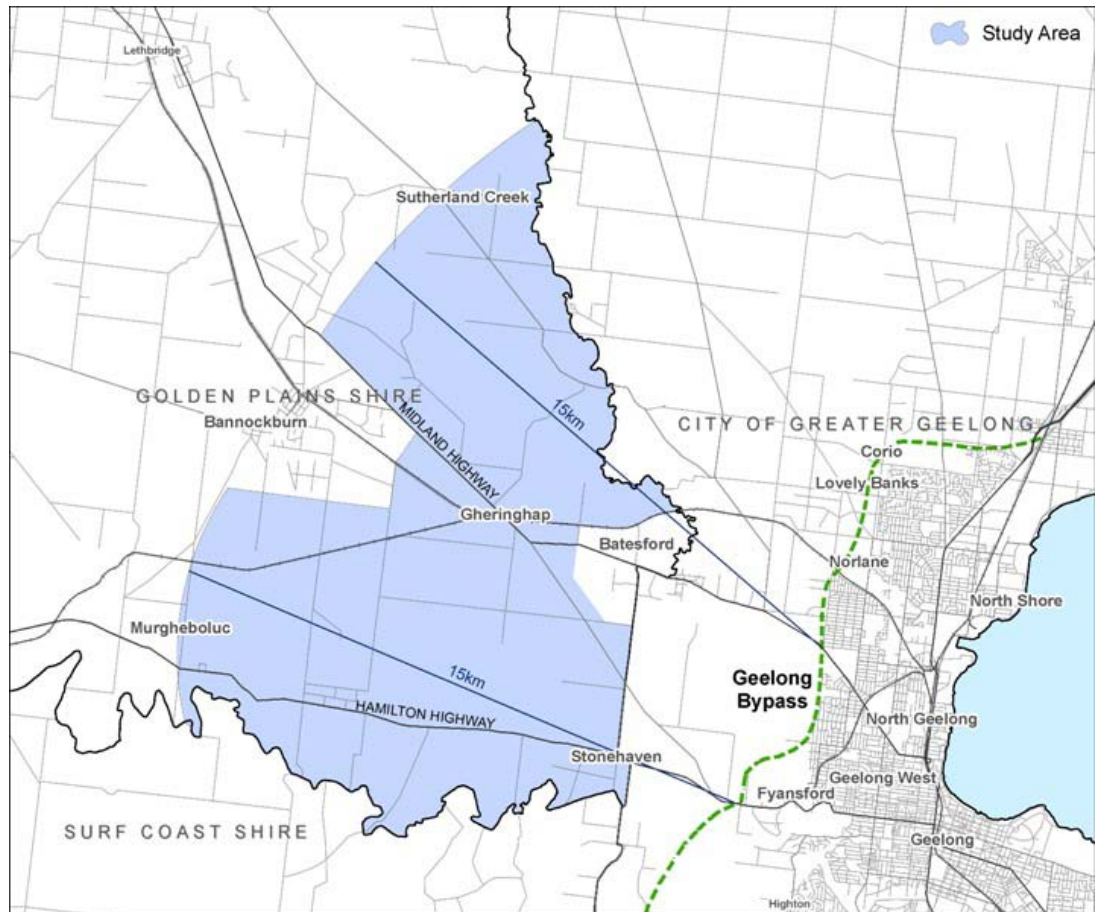 Lethbridge
Study Area
Sutherland Creek
GOLDEN PLAINS SHIRE
Bannockburn
MIDLAND HIGHWAY
15km
CITY OF GREATER GEELONG
Corio
Lovely Banks
Gheringhap
Batesford
Norlane
North Shore
Murgheboluc
15km
HAMILTON HIGHWAY
Stonehaven
Geelong
Bypass
North Geelong
Geelong West
Fyansford
SURF COAST SHIRE
Geelong
Highton